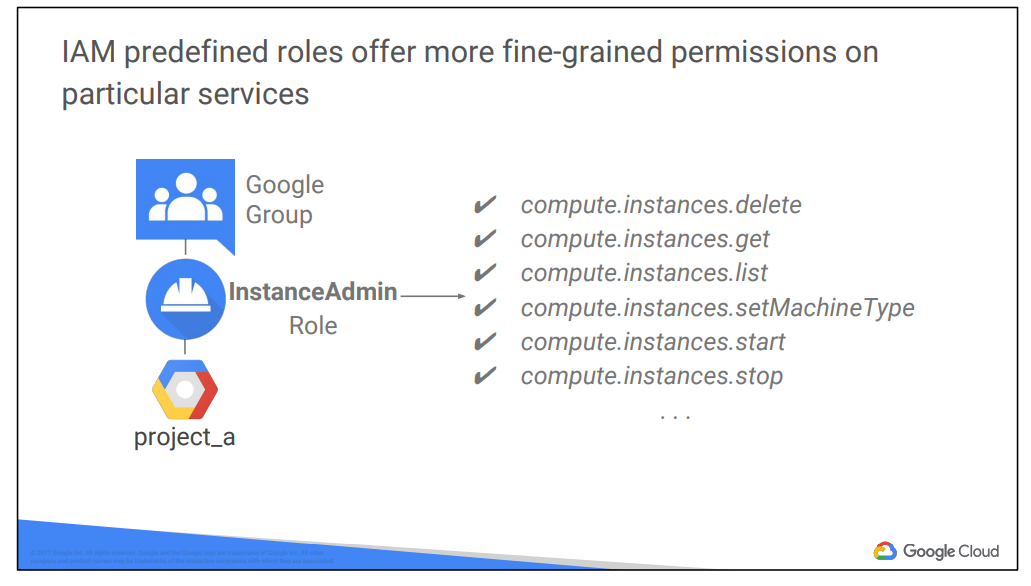 IAM predefined roles offer more fine-grained permissions on
particular services
Google
Group
InstanceAdmin
Role
project_a
✔ compute.instances.delete
✔ compute.instances.get
✔ compute.instances.list
✔ compute.instances.setMachineType
✔ compute.instances.start
✔ compute.instances.stop
. . .
Google Cloud